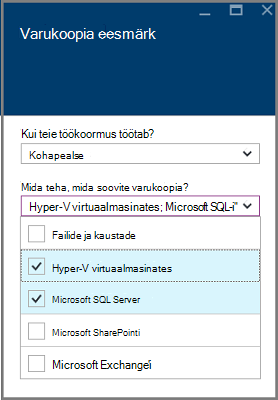 Varukoopia eesmärk
Kui teie töökoormus töötab?
Kohapealse
Mida teha, mida soovite varukoopia?
Hyper-V virtuaalmasinates; Microsoft SQL-i"
Failide ja kaustade
Hyper-V virtuaalmasinates
Microsoft SQL Server
Microsoft SharePointi
Microsoft Exchange'i